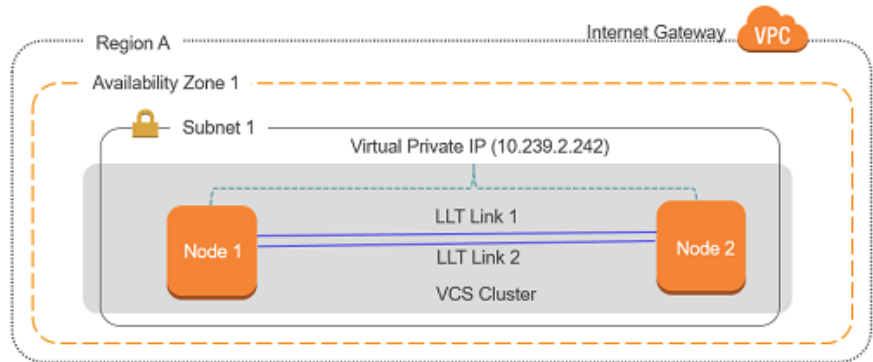 Internet Gateway
VPC
Region A
Availability Zone 1
Subnet 1
Virtual Private IP (10.239.2.242)
LLT Link 1
Node 1
Node 2
LLT Link 2
VCS Cluster